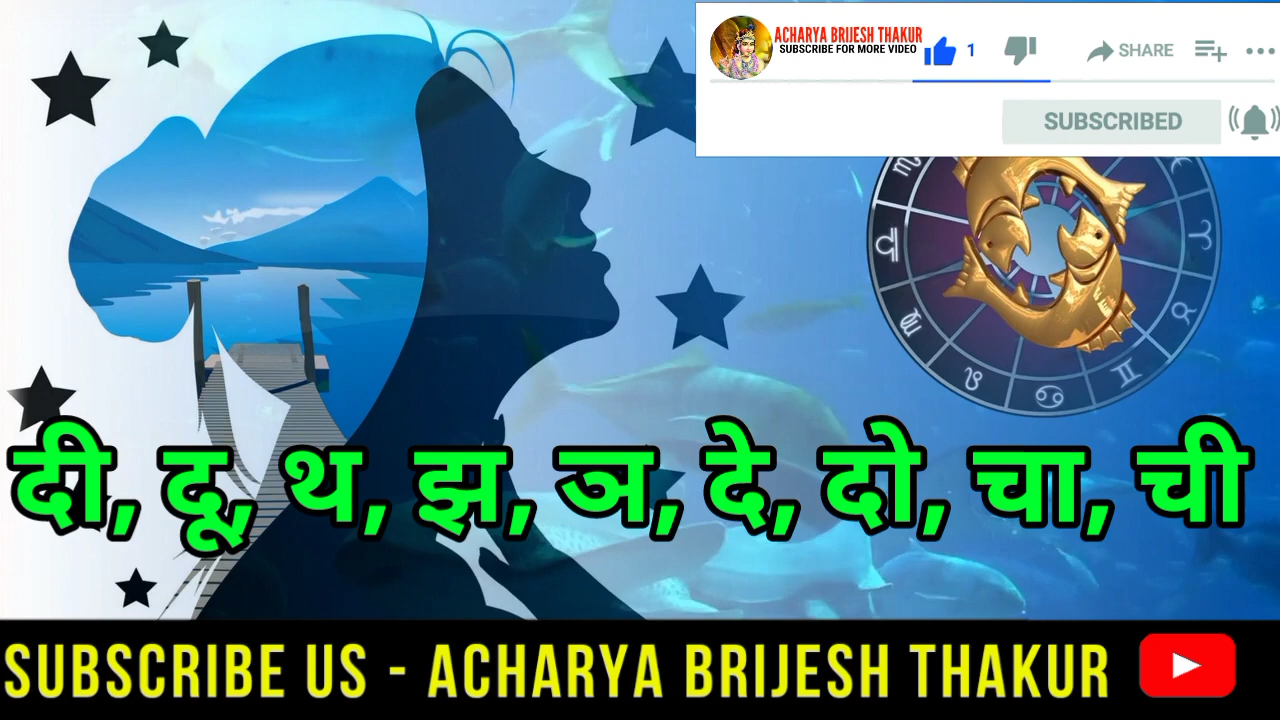 ACHARYA BRIJESH THAKUR
SUBSCRIBE FOR MORE VIDEO
1
SHARE
SUBSCRIBED
दी, दू, थ, झ, ञ, दे, दो, चा, ची
SUBSCRIBE US - ACHARYA BRIJESH THAKUR